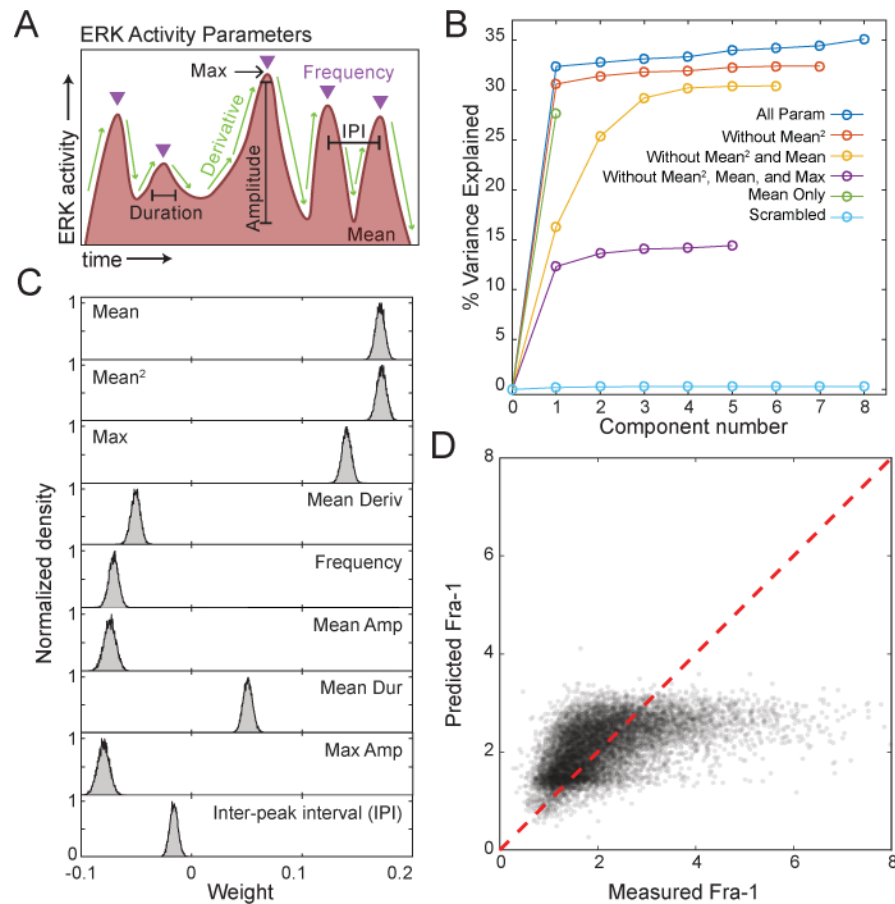 A
ERK Activity Parameters
Max
Frequency
Derivative
IPI
Amplitude
Duration
Mean
ERK activity
time
B
% Variance Explained
35
30
25
20
15
10
5
0
0 1 2 3 4 5 6 7 8
Component number
All Param
Without Mean²
Without Mean² and Mean
Without Mean², Mean, and Max
Mean Only
Scrambled
C
Normalized density
1
Mean
1
Mean²
1
Max
1
Mean Deriv
1
Frequency
1
Mean Amp
1
Mean Dur
1
Max Amp
1
Inter-peak interval (IPI)
0
-0.1 0 0.1 0.2
Weight
D
Predicted Fra-1
8
6
4
2
0
0 2 4 6 8
Measured Fra-1